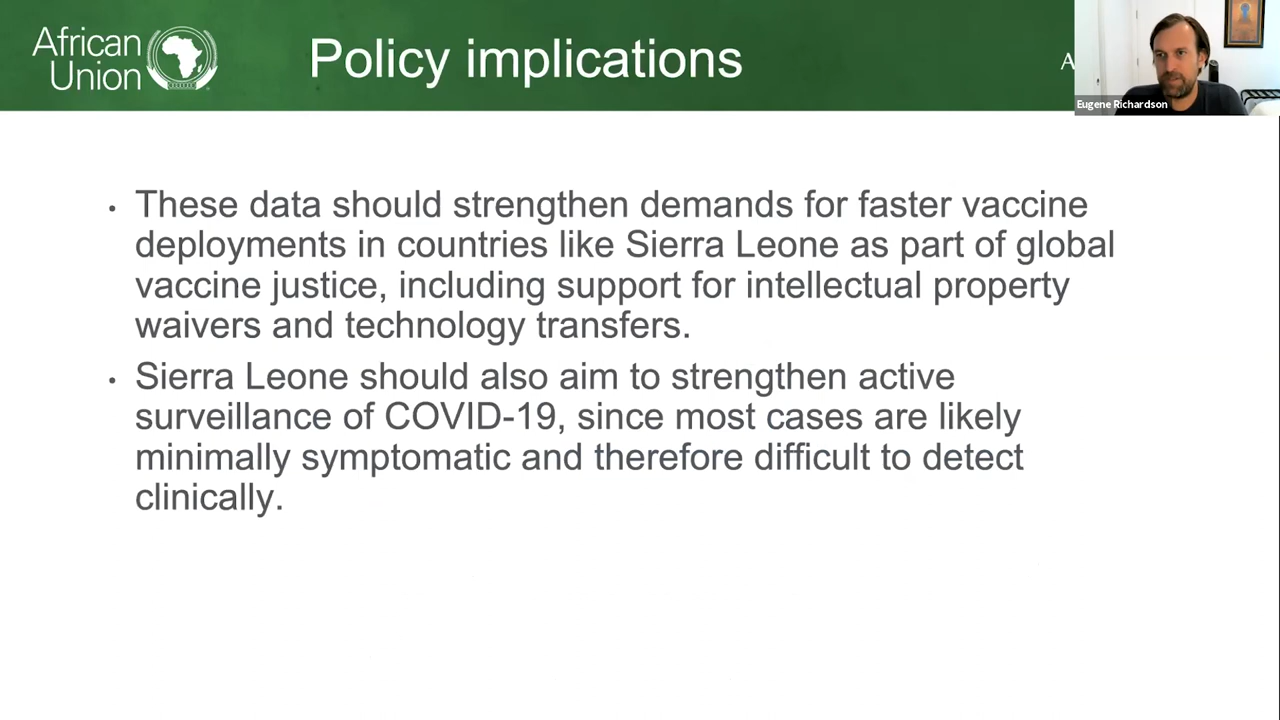 African
Union
Policy implications
A
Eugene Richardson
• These data should strengthen demands for faster vaccine
deployments in countries like Sierra Leone as part of global
vaccine justice, including support for intellectual property
waivers and technology transfers.
• Sierra Leone should also aim to strengthen active
surveillance of COVID-19, since most cases are likely
minimally symptomatic and therefore difficult to detect
clinically.